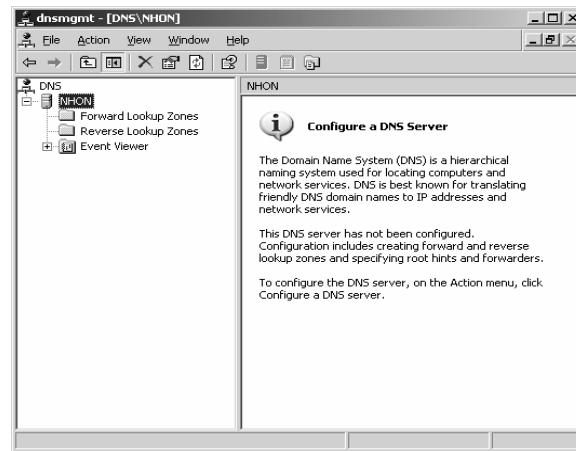 dnsmgmt - [DNS\NHON]
File Action View Window Help
DNS
NHON
Forward Lookup Zones
Reverse Lookup Zones
Event Viewer
NHON
Configure a DNS Server
The Domain Name System (DNS) is a hierarchical
naming system used for locating computers and
network services. DNS is best known for translating
friendly DNS domain names to IP addresses and
network services.
This DNS server has not been configured.
Configuration includes creating forward and reverse
lookup zones and specifying root hints and forwarders.
To configure the DNS server, on the Action menu, click
Configure a DNS server.